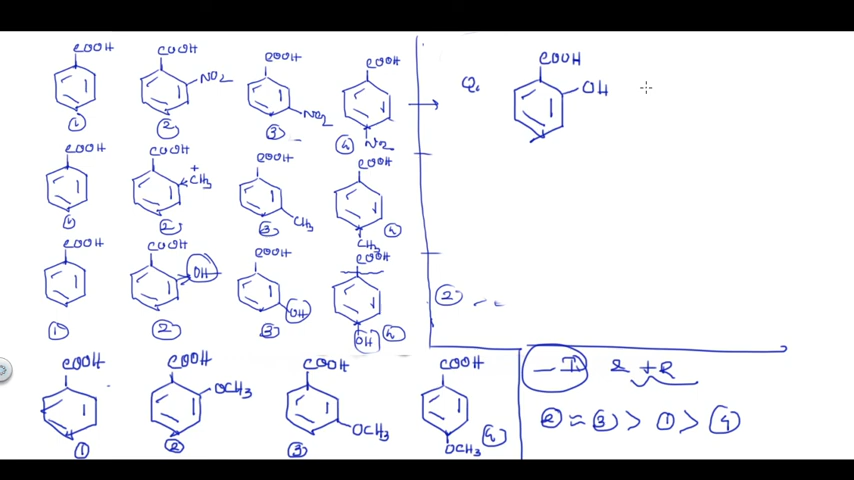 COOH COOH COOH COOH
NO2 NO2 NO2
1 2 3 4
Q. COOH
OH
COOH COOH COOH COOH
+
CH3 CH3 CH3
1 2 3 4
COOH COOH COOH COOH
OH OH OH
1 2 3 4
2
COOH COOH COOH COOH
OCH3 OCH3 OCH3
1 2 3 4
-I & +R
2 ≈ 3 > 1 > 4